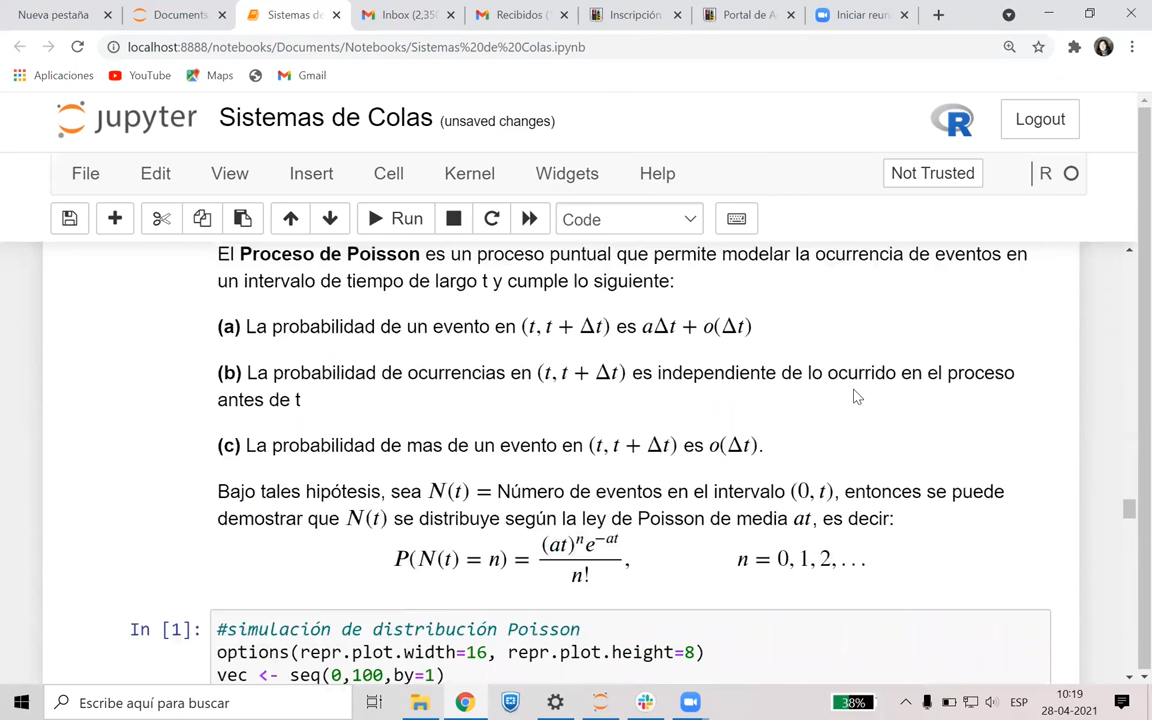 Nueva pestaña
Documents
Sistemas de
Inbox (2,35
Recibidos (
Inscripción
Portal de A
Iniciar reun
localhost:8888/notebooks/Documents/Notebooks/Sistemas%20de%20Colas.ipynb
Aplicaciones
YouTube
Maps
Gmail
jupyter
Sistemas de Colas (unsaved changes)
R
Logout
File
Edit
View
Insert
Cell
Kernel
Widgets
Help
Not Trusted
R
Run
Code
El Proceso de Poisson es un proceso puntual que permite modelar la ocurrencia de eventos en
un intervalo de tiempo de largo t y cumple lo siguiente:
(a) La probabilidad de un evento en (t, t + Δt) es aΔt + o(Δt)
(b) La probabilidad de ocurrencias en (t, t + Δt) es independiente de lo ocurrido en el proceso
antes de t
(c) La probabilidad de mas de un evento en (t, t + Δt) es o(Δt).
Bajo tales hipótesis, sea N(t) = Número de eventos en el intervalo (0, t), entonces se puede
demostrar que N(t) se distribuye según la ley de Poisson de media at, es decir:
P(N(t) = n) = (at)^n e^{-at} / n!, n = 0, 1, 2, . . .
In [1]:
#simulación de distribución Poisson
options(repr.plot.width=16, repr.plot.height=8)
vec <- seq(0,100,by=1)
Escribe aquí para buscar
38%
ESP
10:19
28-04-2021